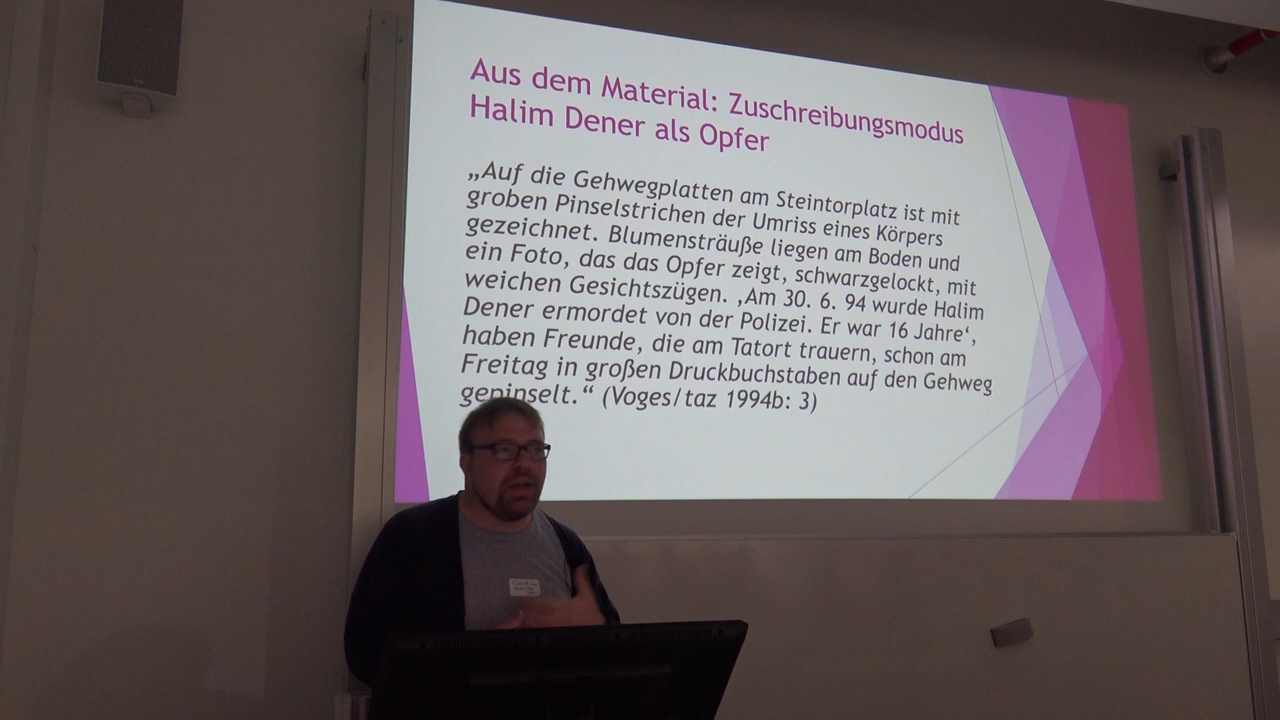 Aus dem Material: Zuschreibungsmodus
Halim Dener als Opfer
„Auf die Gehwegplatten am Steintorplatz ist mit
groben Pinselstrichen der Umriss eines Körpers
gezeichnet. Blumensträuße liegen am Boden und
ein Foto, das das Opfer zeigt, schwarzgelockt, mit
weichen Gesichtszügen. ‚Am 30. 6. 94 wurde Halim
Dener ermordet von der Polizei. Er war 16 Jahre‘,
haben Freunde, die am Tatort trauern, schon am
Freitag in großen Druckbuchstaben auf den Gehweg
gepinselt.“ (Voges/taz 1994b: 3)